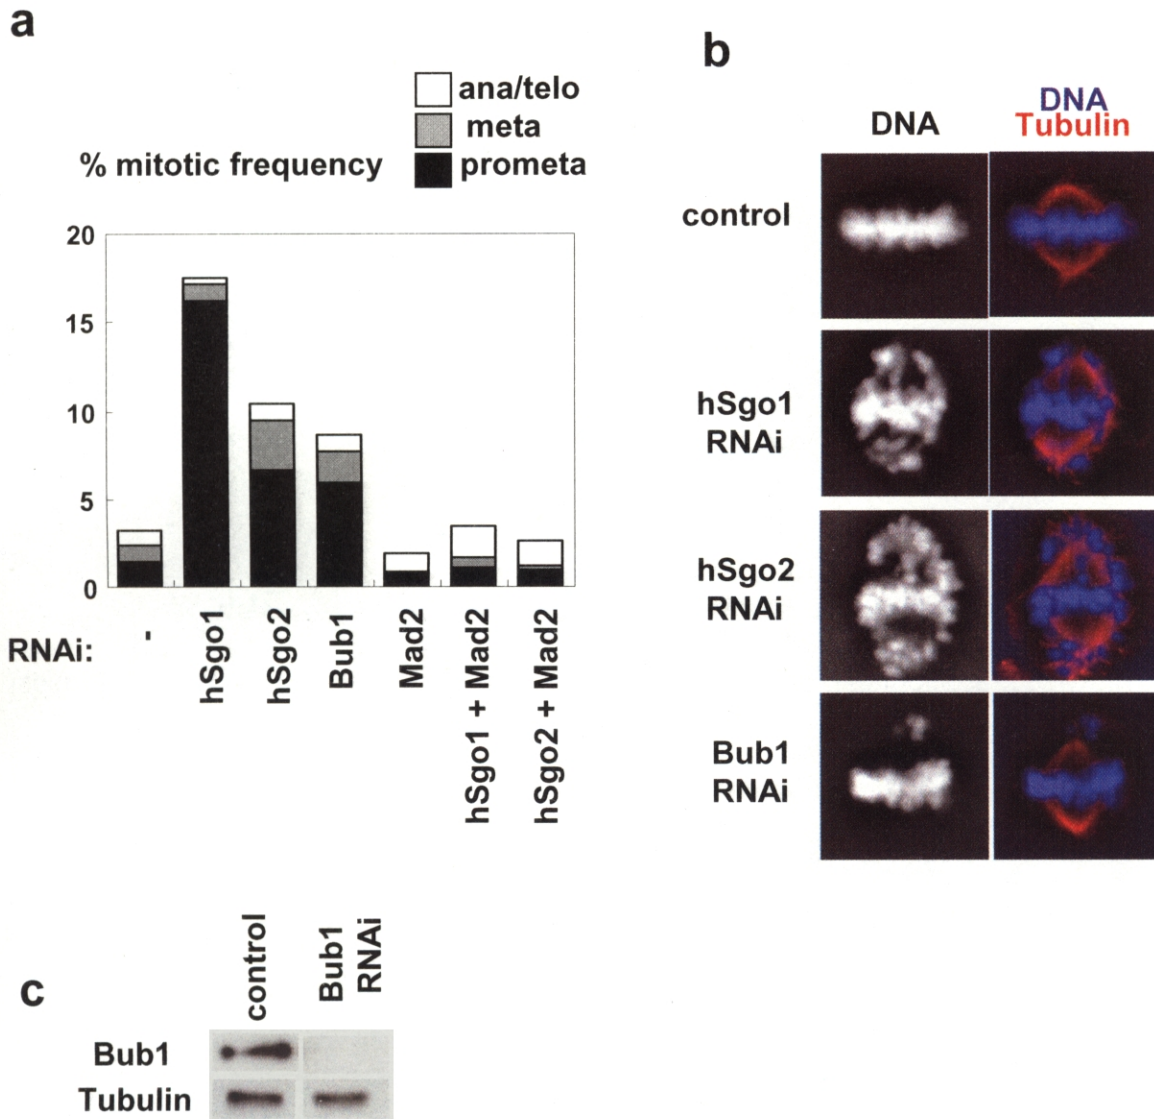 a
ana/telo
meta
prometa
% mitotic frequency
20
15
10
5
0
RNAi:
-
hSgo1
hSgo2
Bub1
Mad2
hSgo1 + Mad2
hSgo2 + Mad2
b
DNA
DNA
Tubulin
control
hSgo1
RNAi
hSgo2
RNAi
Bub1
RNAi
c
control
Bub1
RNAi
Bub1
Tubulin